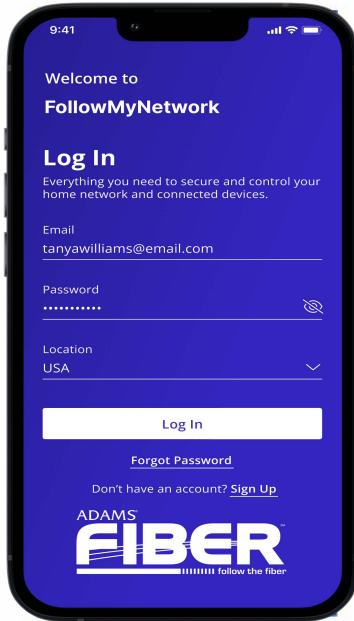 9:41
Welcome to
FollowMyNetwork
Log In
Everything you need to secure and control your
home network and connected devices.
Email
tanyawilliams@email.com
Password
•••••••••••
Location
USA
Log In
Forgot Password
Don't have an account? Sign Up
ADAMS
FIBER
follow the fiber